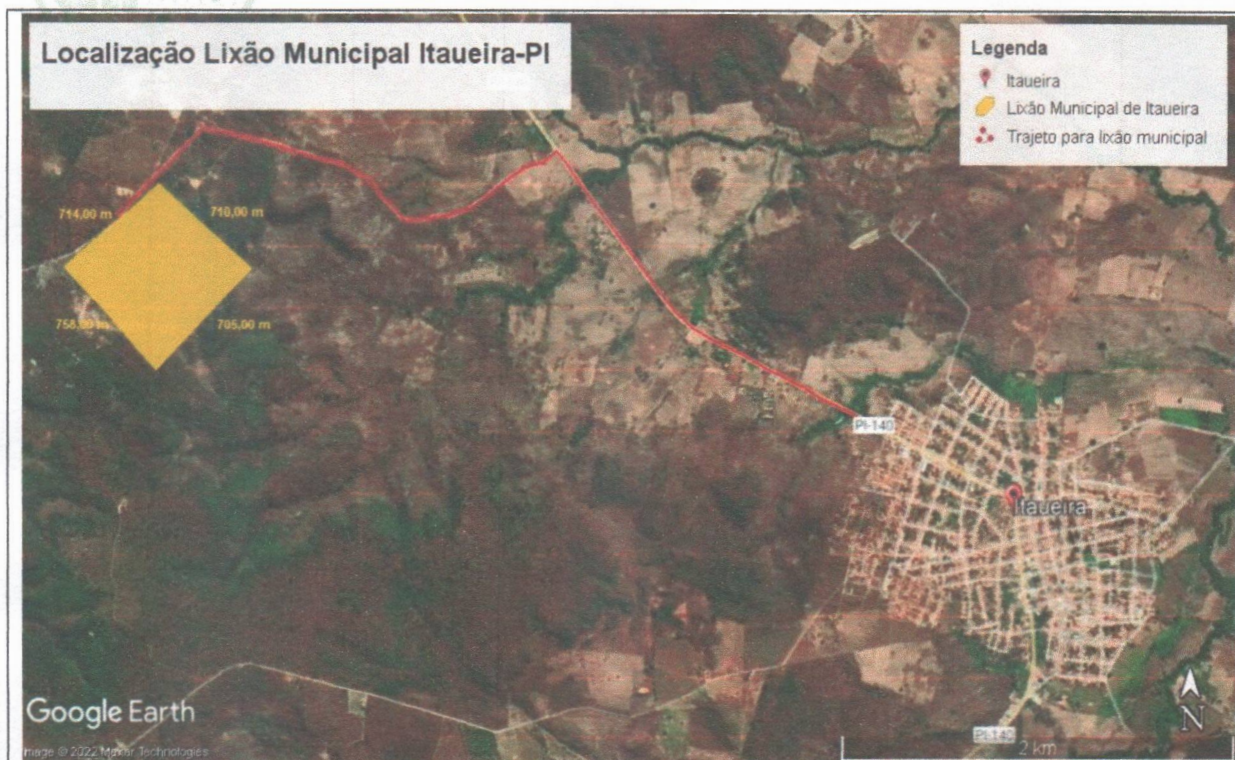 Localização Lixão Municipal Itaueira-PI
Legenda
Itaueira
Lixão Municipal de Itaueira
Trajeto para lixão municipal
714,00 m
710,00 m
758,00 m
705,00 m
PI-140
Itaueira
Google Earth
Image © 2022 Maxar Technologies
PI-140
2 km
N